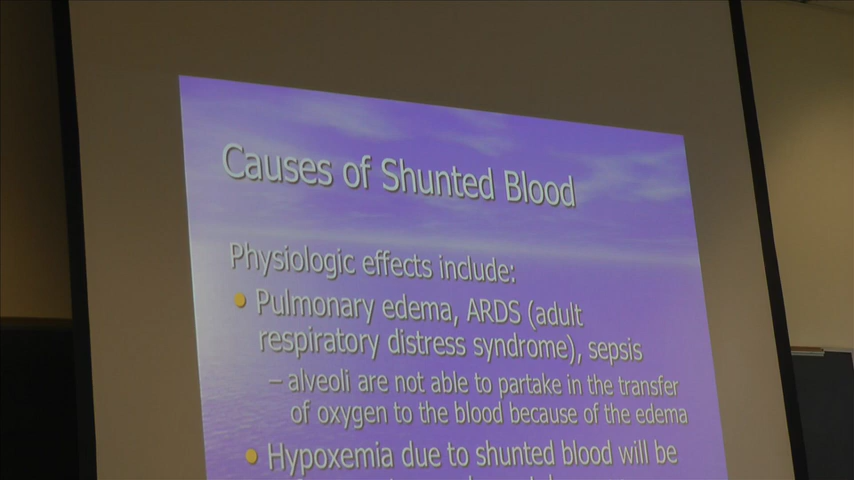 Causes of Shunted Blood
Physiologic effects include:
• Pulmonary edema, ARDS (adult
respiratory distress syndrome), sepsis
– alveoli are not able to partake in the transfer
of oxygen to the blood because of the edema
• Hypoxemia due to shunted blood will be